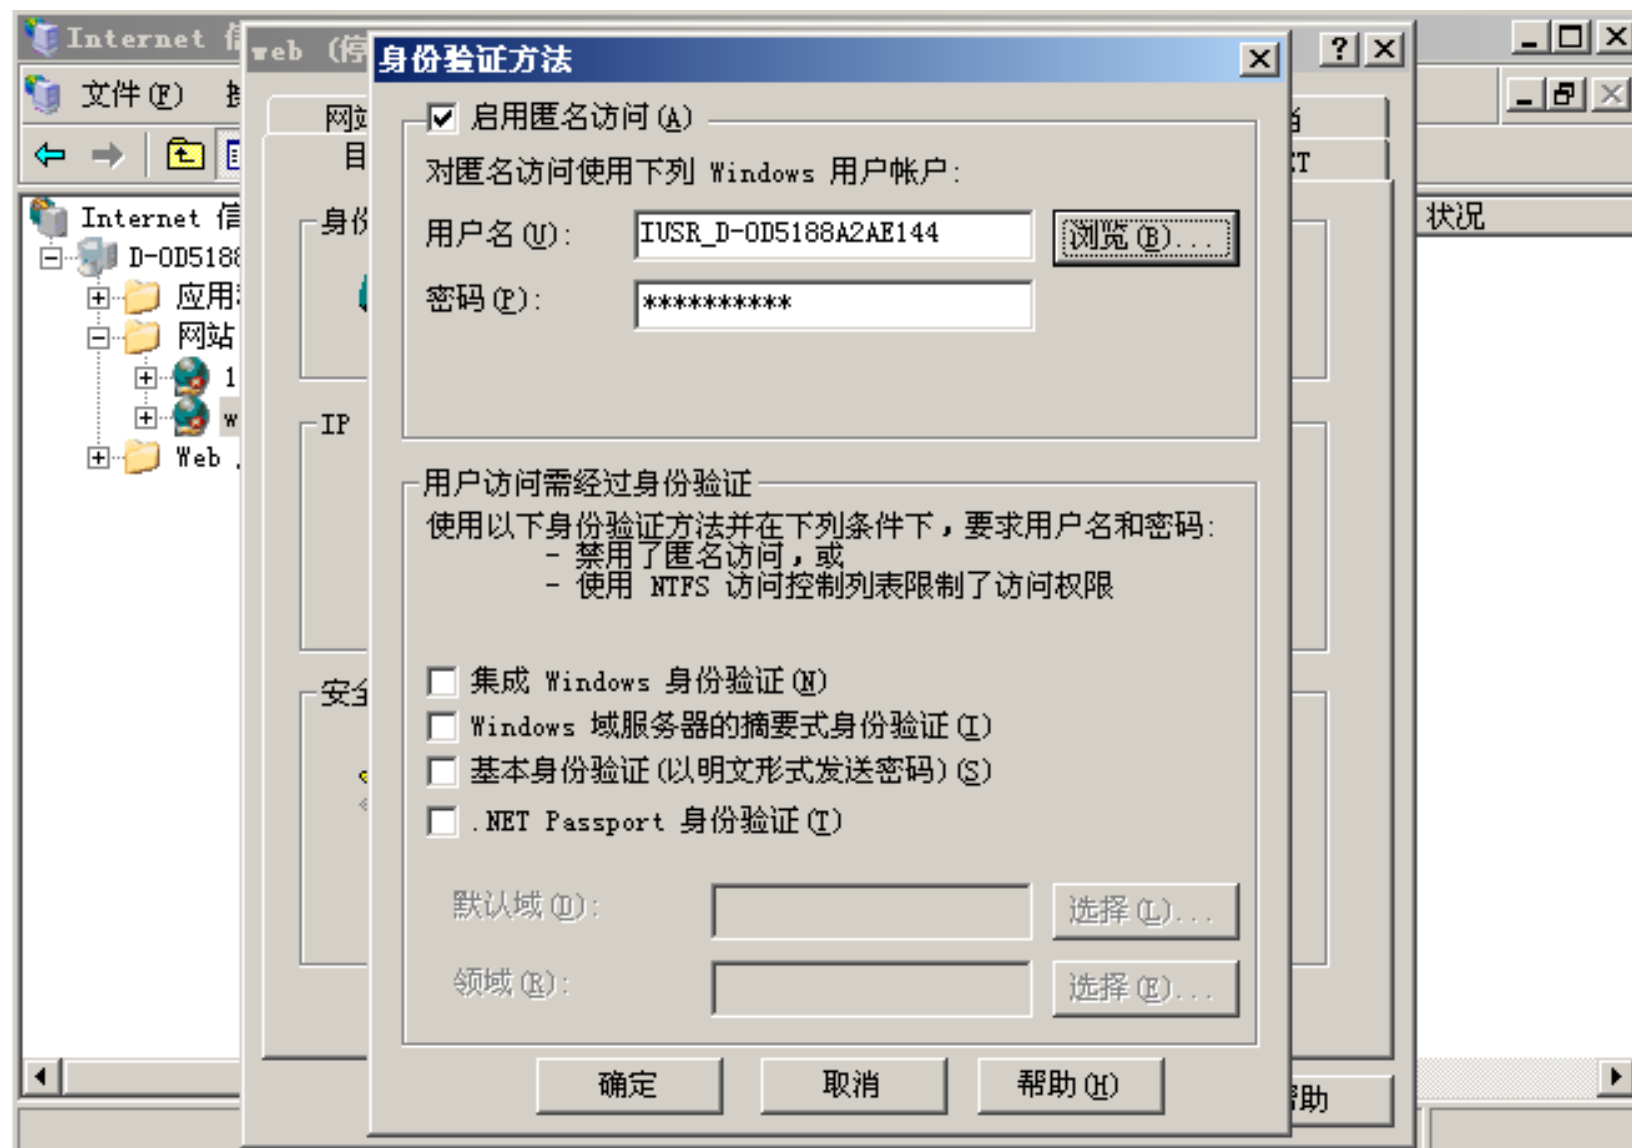 Internet 信
web (停
身份验证方法
文件(F)
网站
启用匿名访问(A)
目
对匿名访问使用下列 Windows 用户帐户:
Internet 信
身份
用户名(U):
IUSR_D-OD5188A2AE144
浏览(B)...
状况
D-OD5188
应用
密码(P):
**********
网站
1
w
IP
Web
用户访问需经过身份验证
使用以下身份验证方法并在下列条件下，要求用户名和密码:
- 禁用了匿名访问，或
- 使用 NTFS 访问控制列表限制了访问权限
安全
集成 Windows 身份验证(N)
Windows 域服务器的摘要式身份验证(I)
基本身份验证(以明文形式发送密码)(S)
.NET Passport 身份验证(T)
默认域(D):
选择(L)...
领域(R):
选择(E)...
确定
取消
帮助(H)
帮助